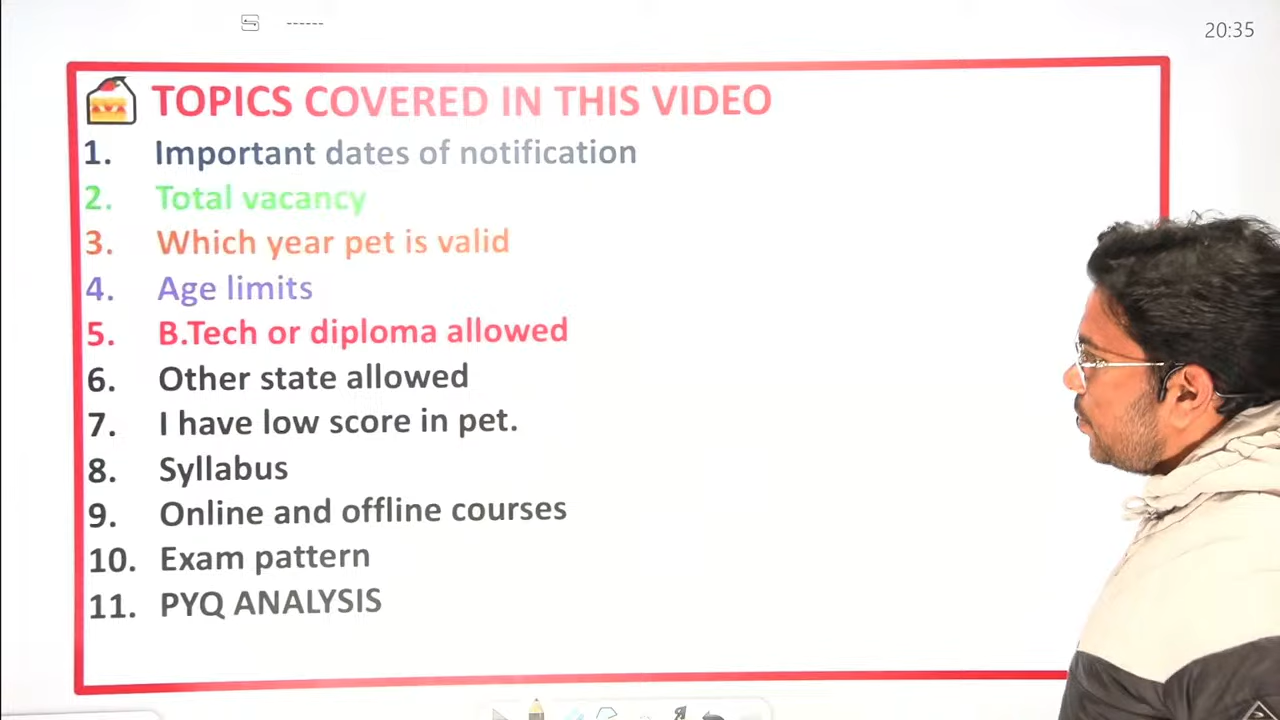 ------
20:35
TOPICS COVERED IN THIS VIDEO
1. Important dates of notification
2. Total vacancy
3. Which year pet is valid
4. Age limits
5. B.Tech or diploma allowed
6. Other state allowed
7. I have low score in pet.
8. Syllabus
9. Online and offline courses
10. Exam pattern
11. PYQ ANALYSIS